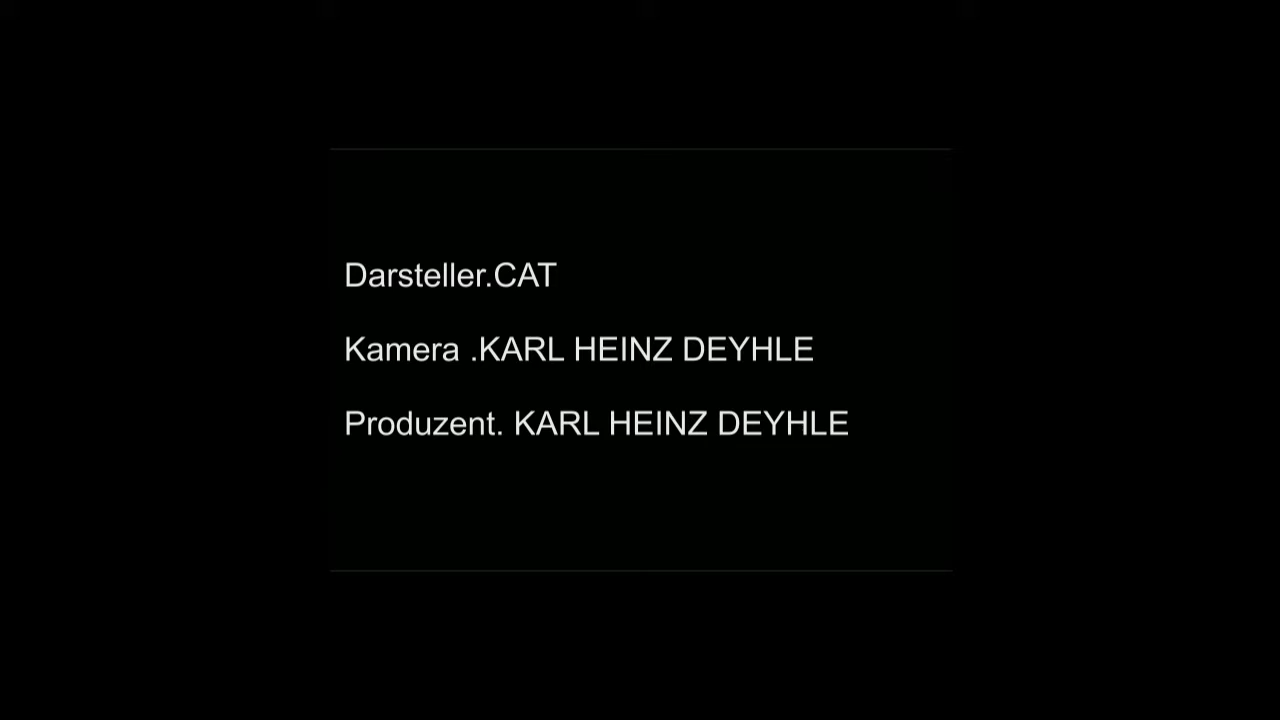 Darsteller.CAT
Kamera .KARL HEINZ DEYHLE
Produzent. KARL HEINZ DEYHLE